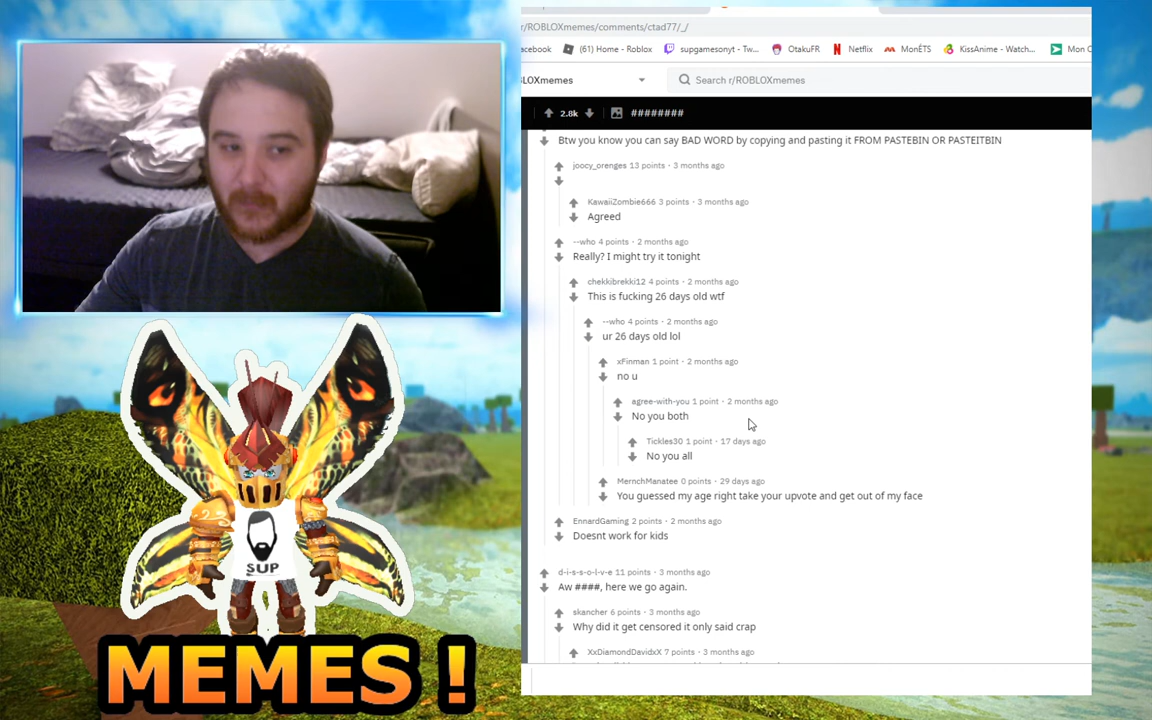 r/ROBLOXmemes/comments/ctad77/_/
acebook (61) Home - Roblox supgamesonyt - Tw... OtakuFR Netflix MonÉTS KissAnime - Watch... Mon C
LOXmemes Search r/ROBLOXmemes
2.8k ########
Btw you know you can say BAD WORD by copying and pasting it FROM PASTEBIN OR PASTEITBIN
joocy_orenges 13 points · 3 months ago
KawaiiZombie666 3 points · 3 months ago
Agreed
--who 4 points · 2 months ago
Really? I might try it tonight
chekkibrekki12 4 points · 2 months ago
This is fucking 26 days old wtf
--who 4 points · 2 months ago
ur 26 days old lol
xFinman 1 point · 2 months ago
no u
agree-with-you 1 point · 2 months ago
No you both
Tickles30 1 point · 17 days ago
No you all
MernchManatee 0 points · 29 days ago
You guessed my age right take your upvote and get out of my face
EnnardGaming 2 points · 2 months ago
Doesnt work for kids
d-i-s-s-o-l-v-e 11 points · 3 months ago
Aw ####, here we go again.
skancher 6 points · 3 months ago
Why did it get censored it only said crap
XxDiamondDavidxX 7 points · 3 months ago
SUP
MEMES !